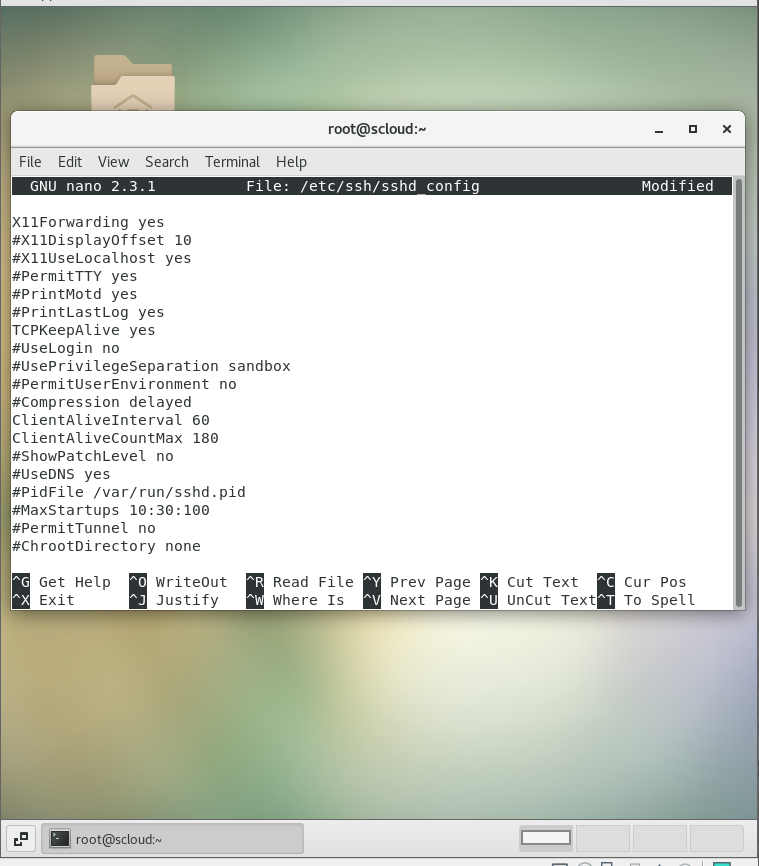 root@scloud:~
File Edit View Search Terminal Help
GNU nano 2.3.1 File: /etc/ssh/sshd_config Modified
X11Forwarding yes
#X11DisplayOffset 10
#X11UseLocalhost yes
#PermitTTY yes
#PrintMotd yes
#PrintLastLog yes
TCPKeepAlive yes
#UseLogin no
#UsePrivilegeSeparation sandbox
#PermitUserEnvironment no
#Compression delayed
ClientAliveInterval 60
ClientAliveCountMax 180
#ShowPatchLevel no
#UseDNS yes
#PidFile /var/run/sshd.pid
#MaxStartups 10:30:100
#PermitTunnel no
#ChrootDirectory none
^G Get Help ^O WriteOut ^R Read File ^Y Prev Page ^K Cut Text ^C Cur Pos
^X Exit ^J Justify ^W Where Is ^V Next Page ^U UnCut Text ^T To Spell
root@scloud:~